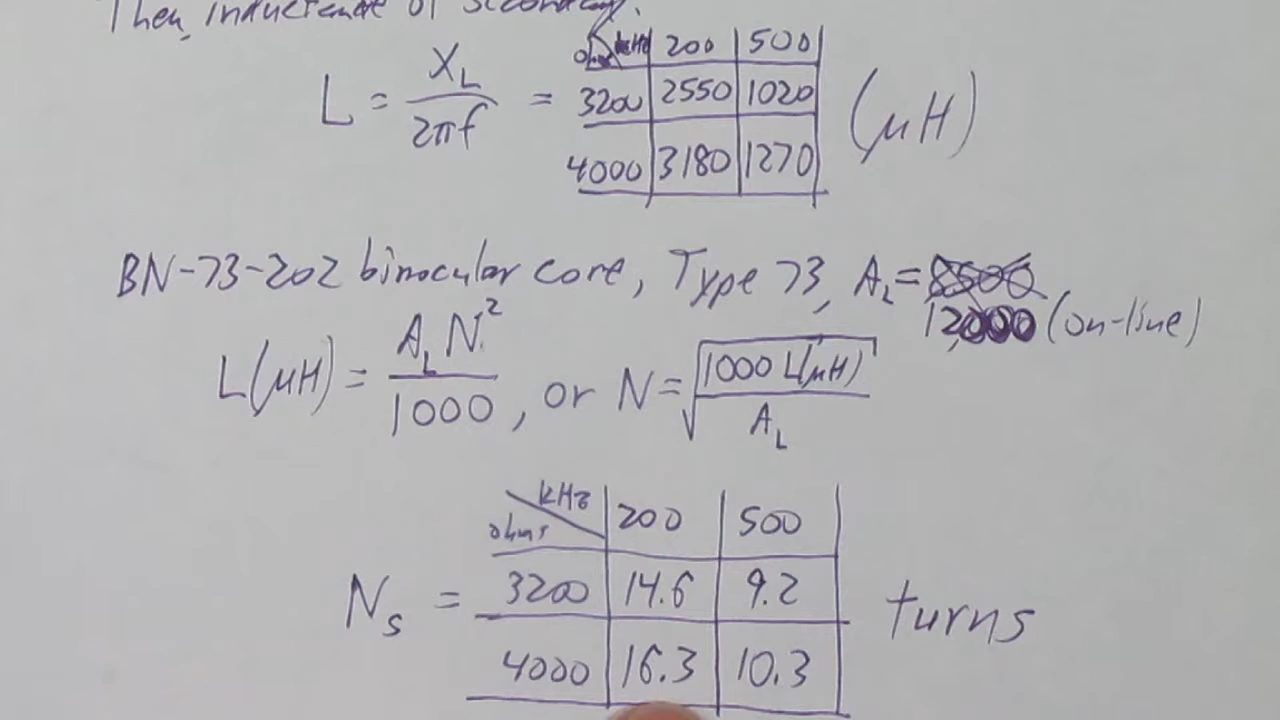 Then, inductance of secondary:
ohms kHz 200 500
L = X_L / 2πf = 3200 2550 1020 (μH)
4000 3180 1270
BN-73-202 binocular core, Type 73, A_L = 8500
12,000 (on-line)
L(μH) = A_L N² / 1000, or N = √(1000 L(μH) / A_L)
kHz 200 500
ohms
N_s = 3200 14.6 9.2 turns
4000 16.3 10.3